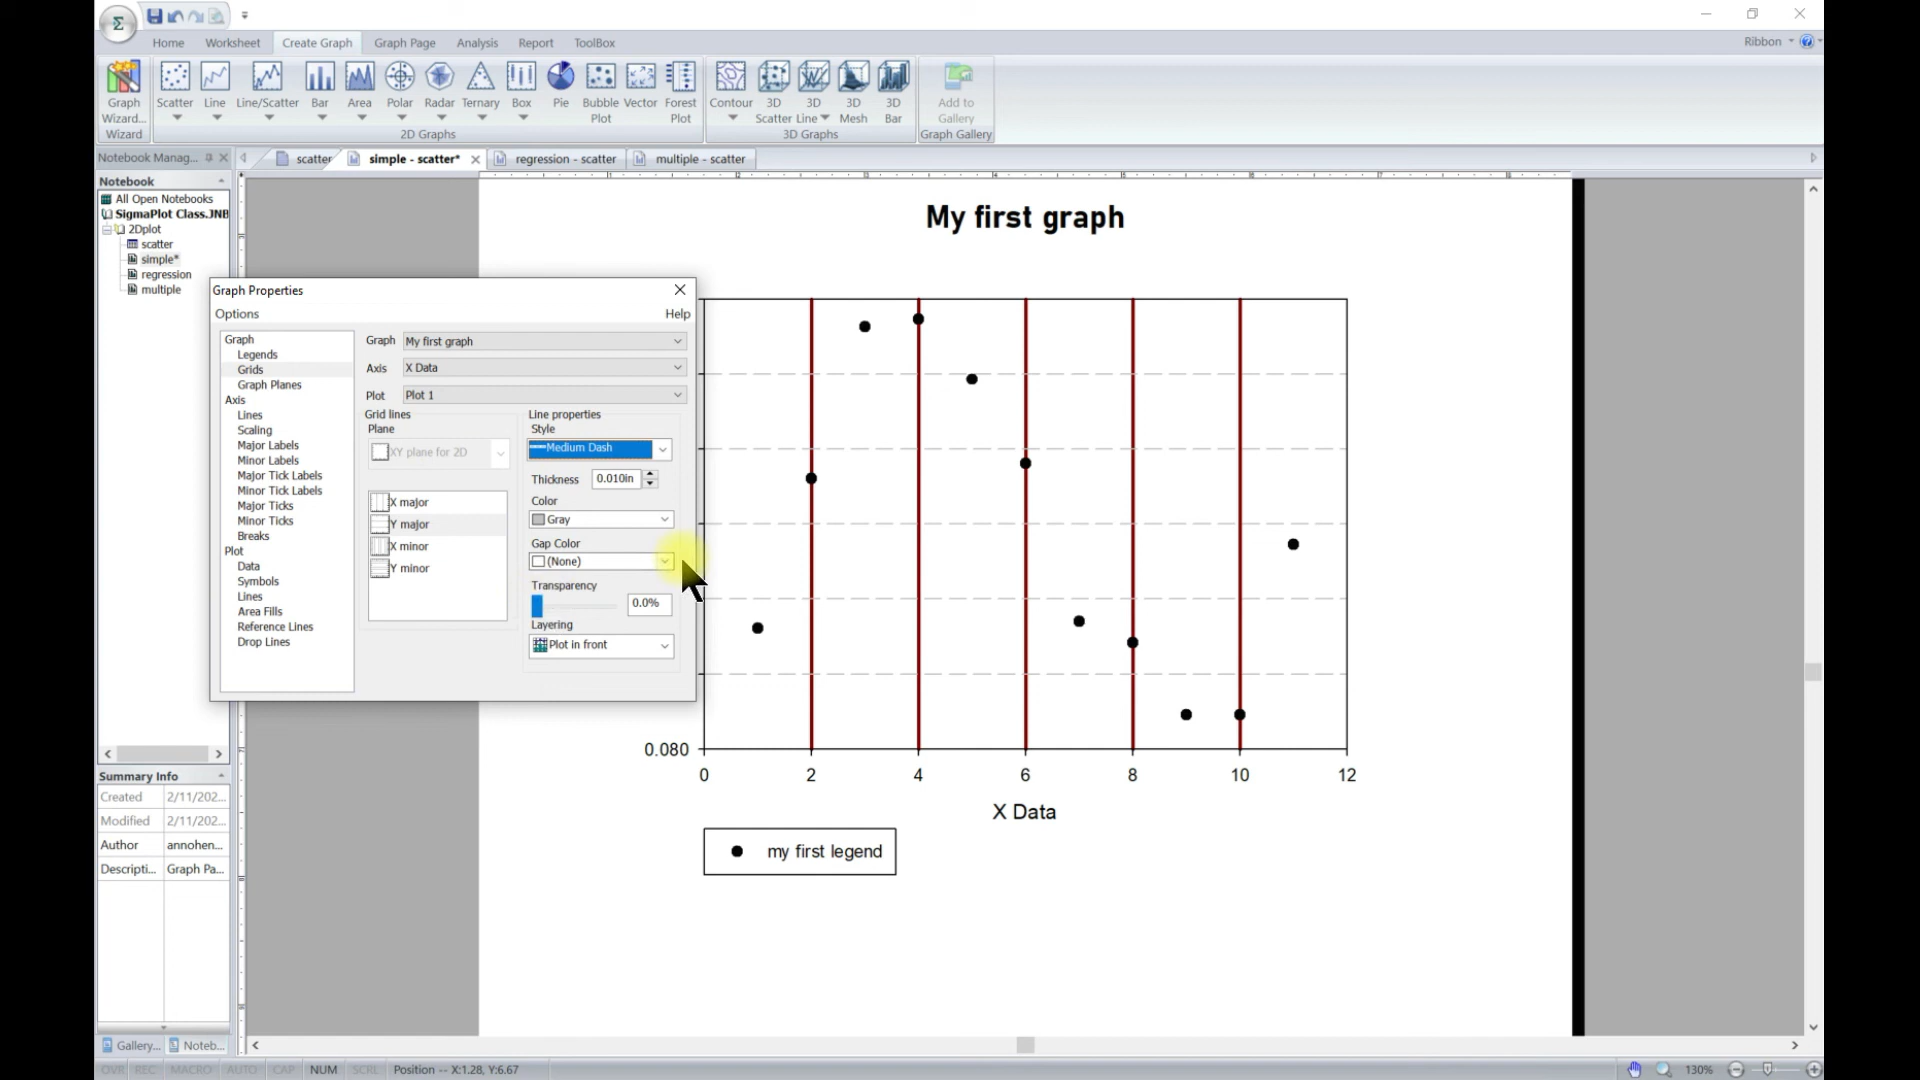 Home Worksheet Create Graph Graph Page Analysis Report ToolBox Ribbon
Graph Wizard... Scatter Line Line/Scatter Bar Area Polar Radar Ternary Box Pie Bubble Plot Vector Forest Plot Contour 3D Scatter 3D Line 3D Mesh 3D Bar Add to Gallery
Wizard 2D Graphs 3D Graphs Graph Gallery
Notebook Manag... scatter simple - scatter* regression - scatter multiple - scatter
Notebook
All Open Notebooks
SigmaPlot Class.JNB
2Dplot
scatter
simple*
regression
multiple
My first graph
Graph Properties
Options Help
Graph
Legends
Grids
Graph Planes
Axis
Lines
Scaling
Major Labels
Minor Labels
Major Tick Labels
Minor Tick Labels
Major Ticks
Minor Ticks
Breaks
Plot
Data
Symbols
Lines
Area Fills
Reference Lines
Drop Lines
Graph My first graph
Axis X Data
Plot Plot 1
Grid lines
Plane
XY plane for 2D
X major
Y major
X minor
Y minor
Line properties
Style
Medium Dash
Thickness 0.010in
Color
Gray
Gap Color
(None)
Transparency
0.0%
Layering
Plot in front
0.080
0 2 4 6 8 10 12
X Data
my first legend
Summary Info
Created 2/11/202...
Modified 2/11/202...
Author annohen...
Descripti... Graph Pa...
Gallery... Noteb...
OVR REC MACRO AUTO CAP NUM SCRL Position -- X:1.28, Y:6.67 130%